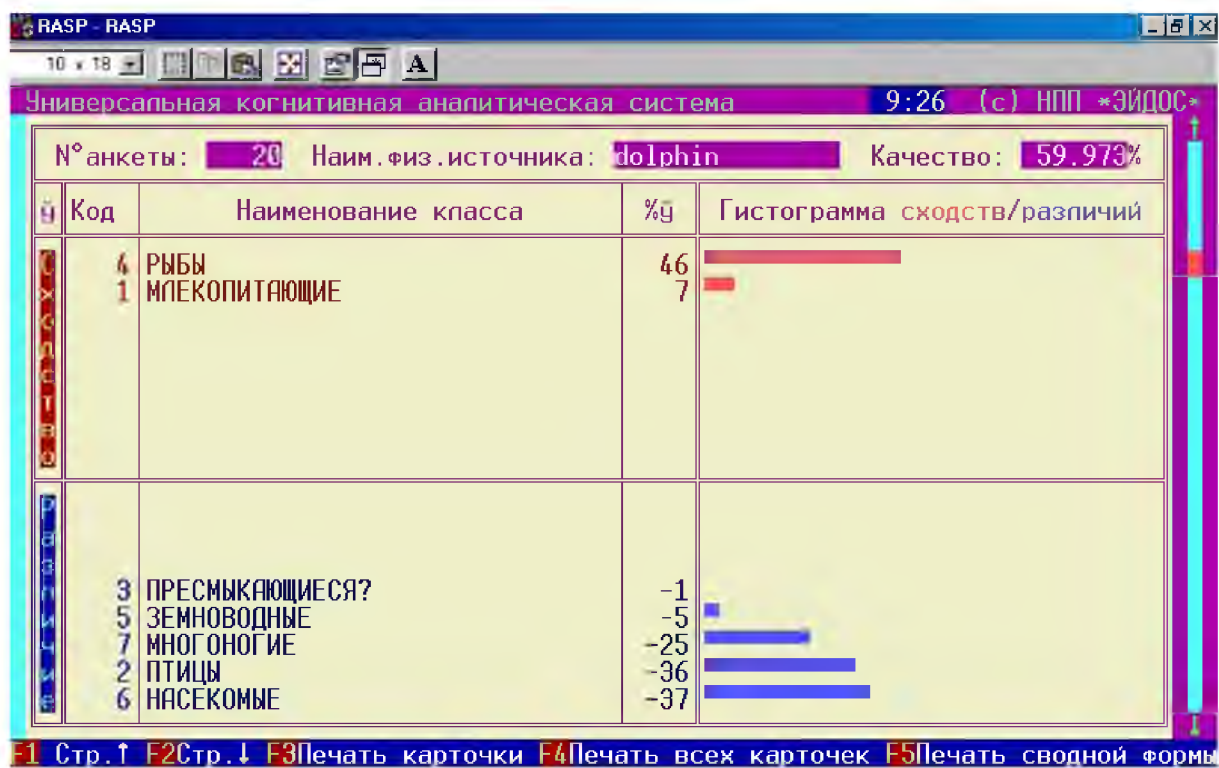 RASP - RASP
10 x 18 A
Универсальная когнитивная аналитическая система 9:26 (c) НПП *ЭЙДОС*
N°анкеты: 20 Наим.физ.источника: dolphin Качество: 59.973%
ў Код Наименование класса %ў Гистограмма сходств/различий
Сходство
4 РЫБЫ 46
1 МЛЕКОПИТАЮЩИЕ 7
Различие
3 ПРЕСМЫКАЮЩИЕСЯ? -1
5 ЗЕМНОВОДНЫЕ -5
7 МНОГОНОГИЕ -25
2 ПТИЦЫ -36
6 НАСЕКОМЫЕ -37
F1 Стр.↑ F2Стр.↓ F3Печать карточки F4Печать всех карточек F5Печать сводной формы